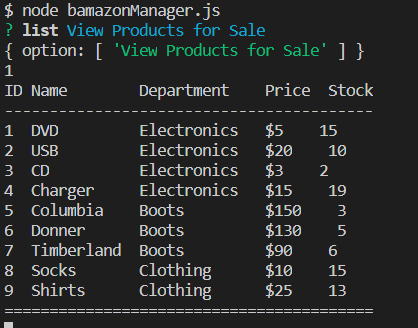 $ node bamazonManager.js
? list View Products for Sale
{ option: [ 'View Products for Sale' ] }
1
ID Name        Department    Price  Stock
-----------------------------------------
1  DVD         Electronics   $5    15
2  USB         Electronics   $20    10
3  CD          Electronics   $3    2
4  Charger     Electronics   $15    19
5  Columbia    Boots         $150    3
6  Donner      Boots         $130    5
7  Timberland  Boots         $90    6
8  Socks       Clothing      $10    15
9  Shirts      Clothing      $25    13
=========================================